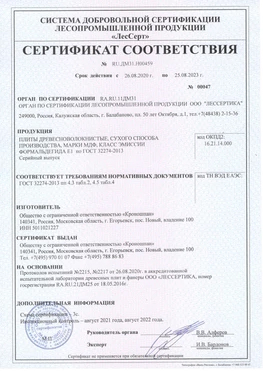 СИСТЕМА ДОБРОВОЛЬНОЙ СЕРТИФИКАЦИИ
ЛЕСОПРОМЫШЛЕННОЙ ПРОДУКЦИИ
«ЛесСерт»
СЕРТИФИКАТ СООТВЕТСТВИЯ
№ RU.ДМ11.Н00459
Срок действия с 26.08.2020 г. по 23.08.2023 г.
№ 00047
ОРГАН ПО СЕРТИФИКАЦИИ RA.RU.11ДМ11
ОРГАН ПО СЕРТИФИКАЦИИ ЛЕСОПРОМЫШЛЕННОЙ ПРОДУКЦИИ ООО "ЛЕССЕРТИКА"
249000, Россия, Калужская область, г. Балабаново, пл. 50 лет Октября, д.1, тел+7(48438) 2-15-36
ПРОДУКЦИЯ
ПЛИТЫ ДРЕВЕСНОВОЛОКНИСТЫЕ, СУХОГО СПОСОБА
ПРОИЗВОДСТВА, МАРКИ МДФ, КЛАСС ЭМИССИИ
ФОРМАЛЬДЕГИДА Е1 по ГОСТ 32274-2013
Серийный выпуск
код ОКПД2:
16.21.14.000
СООТВЕТСТВУЕТ ТРЕБОВАНИЯМ НОРМАТИВНЫХ ДОКУМЕНТОВ
ГОСТ 32274-2013 пп 4.3 табл.2, 4.5 табл.4
код ТН ВЭД ЕАЭС:
ИЗГОТОВИТЕЛЬ
Общество с ограниченной ответственностью «Кроношпан»
140341, Россия, Московская область, г. Егорьевск, пос. Новый, владение 100
ИНН 5011021227
СЕРТИФИКАТ ВЫДАН
Общество с ограниченной ответственностью «Кроношпан»
140341, Россия, Московская область, г. Егорьевск, пос. Новый, владение 100
Тел. +7(495) 970 01 67 Факс +7(495) 788 86 83
НА ОСНОВАНИИ
Протоколов испытаний №2215, №2217 от 26.08.2020г. в аккредитованной
испытательной лаборатории древесных плит и фанеры ООО «ЛЕССЕРТИКА», номер
госрегистрации RA.RU.21ДМ25 от 18.05.2016г.
ДОПОЛНИТЕЛЬНАЯ ИНФОРМАЦИЯ
Схема сертификации - 3с.
Инспекционный контроль - август 2021 года, август 2022 года.
Руководитель органа
В.В. Алферов
Эксперт
И.В. Бардонов